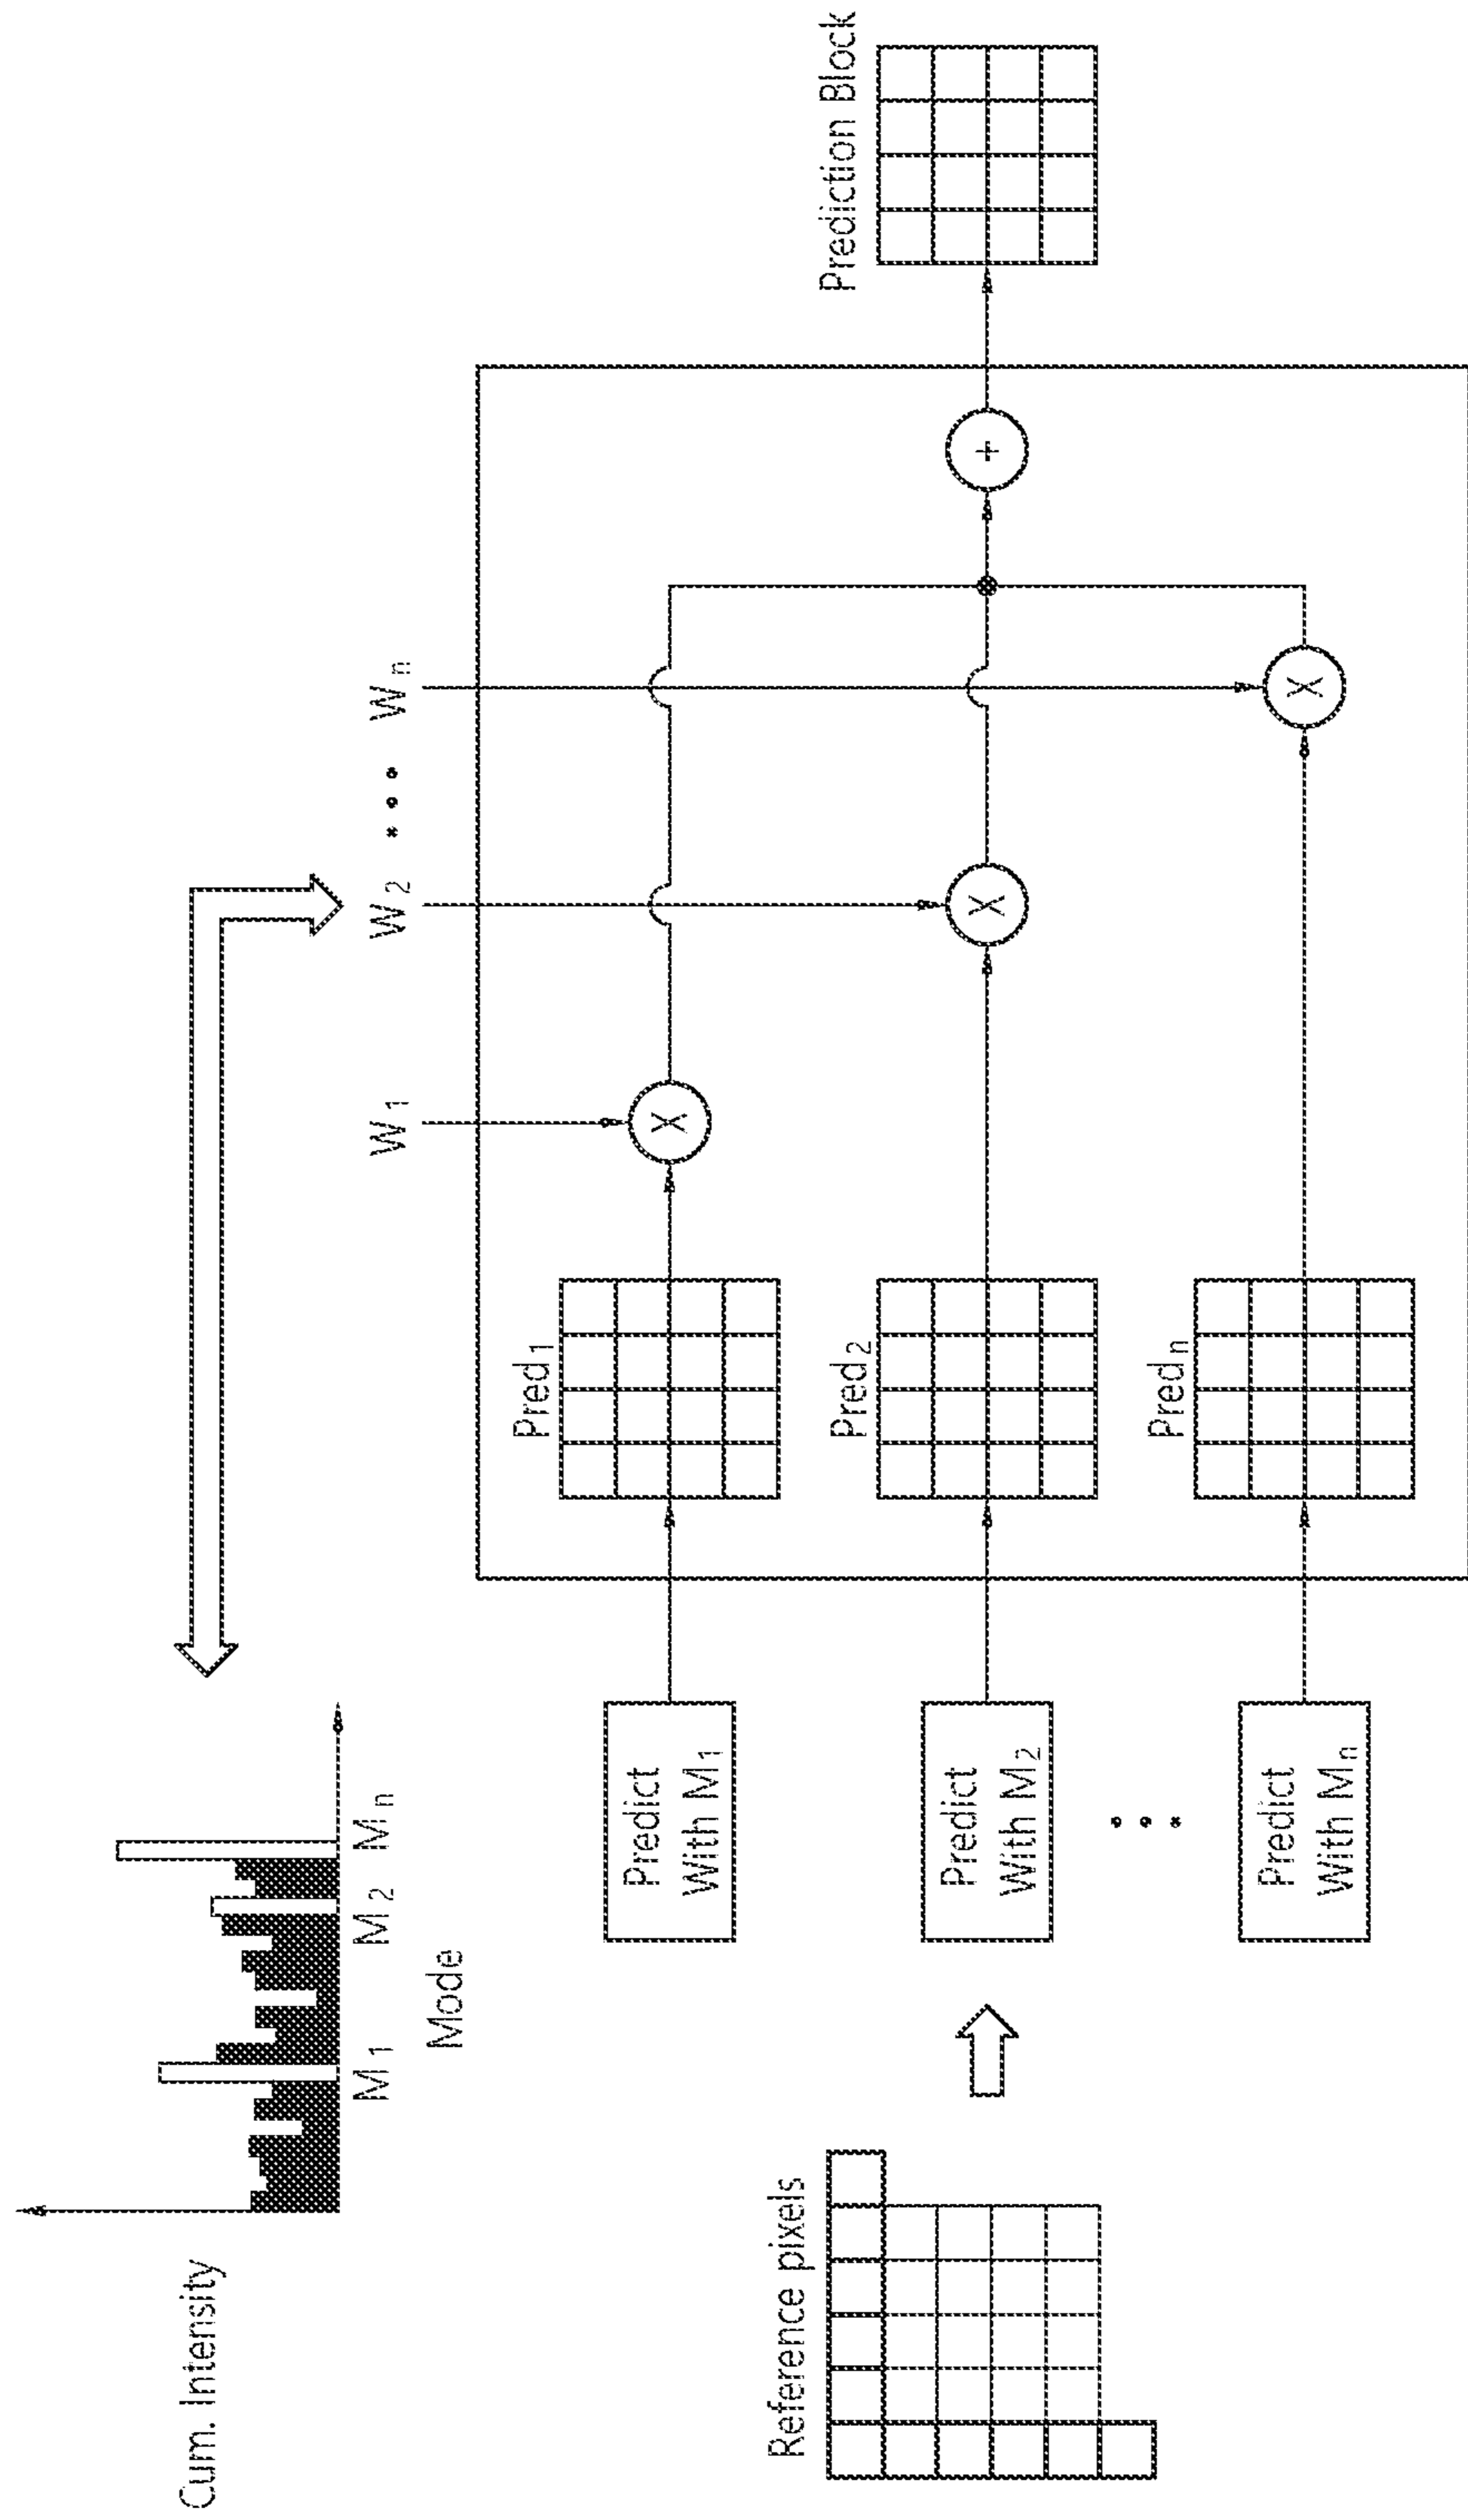 Cum. Intensity
M1 M2 Mn
Mode
W1 W2 ••• Wn
Reference pixels
Predict
With M1
Predict
With M2
•••
Predict
With Mn
Pred1
Pred2
Predn
X
X
X
+
Prediction Block